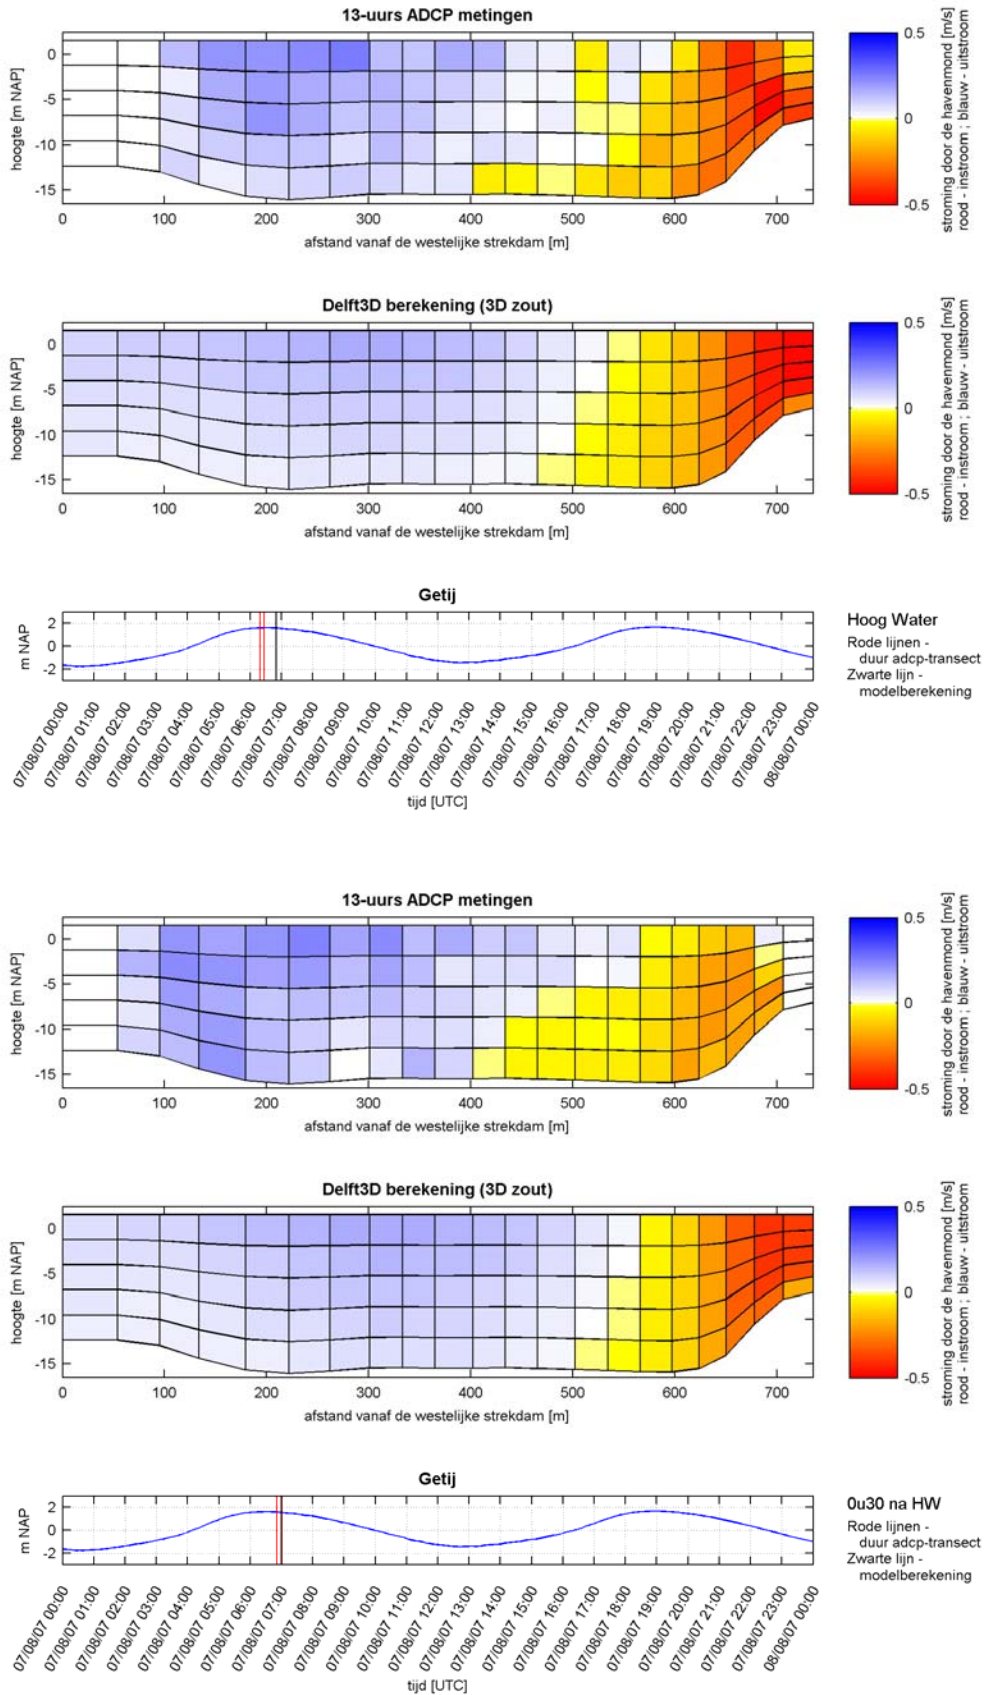 13-uurs ADCP metingen
0
-5
-10
-15
hoogte [m NAP]
0 100 200 300 400 500 600 700
afstand vanaf de westelijke strekdam [m]
0.5
0
-0.5
stroming door de havenmond [m/s]
rood - instroom ; blauw - uitstroom
Delft3D berekening (3D zout)
0
-5
-10
-15
hoogte [m NAP]
0 100 200 300 400 500 600 700
afstand vanaf de westelijke strekdam [m]
0.5
0
-0.5
stroming door de havenmond [m/s]
rood - instroom ; blauw - uitstroom
Getij
2
0
-2
m NAP
07/08/07 00:00
07/08/07 01:00
07/08/07 02:00
07/08/07 03:00
07/08/07 04:00
07/08/07 05:00
07/08/07 06:00
07/08/07 07:00
07/08/07 08:00
07/08/07 09:00
07/08/07 10:00
07/08/07 11:00
07/08/07 12:00
07/08/07 13:00
07/08/07 14:00
07/08/07 15:00
07/08/07 16:00
07/08/07 17:00
07/08/07 18:00
07/08/07 19:00
07/08/07 20:00
07/08/07 21:00
07/08/07 22:00
07/08/07 23:00
08/08/07 00:00
tijd [UTC]
Hoog Water
Rode lijnen -
duur adcp-transect
Zwarte lijn -
modelberekening
13-uurs ADCP metingen
0
-5
-10
-15
hoogte [m NAP]
0 100 200 300 400 500 600 700
afstand vanaf de westelijke strekdam [m]
0.5
0
-0.5
stroming door de havenmond [m/s]
rood - instroom ; blauw - uitstroom
Delft3D berekening (3D zout)
0
-5
-10
-15
hoogte [m NAP]
0 100 200 300 400 500 600 700
afstand vanaf de westelijke strekdam [m]
0.5
0
-0.5
stroming door de havenmond [m/s]
rood - instroom ; blauw - uitstroom
Getij
2
0
-2
m NAP
07/08/07 00:00
07/08/07 01:00
07/08/07 02:00
07/08/07 03:00
07/08/07 04:00
07/08/07 05:00
07/08/07 06:00
07/08/07 07:00
07/08/07 08:00
07/08/07 09:00
07/08/07 10:00
07/08/07 11:00
07/08/07 12:00
07/08/07 13:00
07/08/07 14:00
07/08/07 15:00
07/08/07 16:00
07/08/07 17:00
07/08/07 18:00
07/08/07 19:00
07/08/07 20:00
07/08/07 21:00
07/08/07 22:00
07/08/07 23:00
08/08/07 00:00
tijd [UTC]
0u30 na HW
Rode lijnen -
duur adcp-transect
Zwarte lijn -
modelberekening